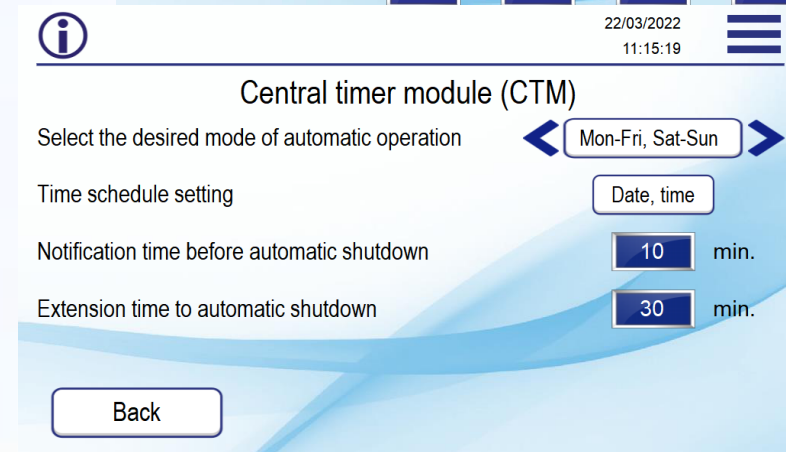 22/03/2022
11:15:19
Central timer module (CTM)
Select the desired mode of automatic operation Mon-Fri, Sat-Sun
Time schedule setting Date, time
Notification time before automatic shutdown 10 min.
Extension time to automatic shutdown 30 min.
Back